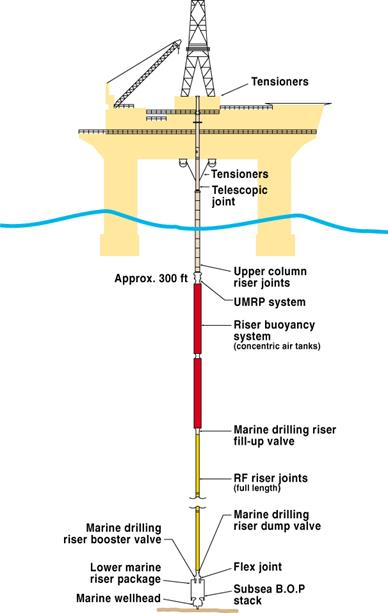 Tensioners
Tensioners
Telescopic
joint
Upper column
riser joints
Approx. 300 ft
UMRP system
Riser buoyancy
system
(concentric air tanks)
Marine drilling riser
fill-up valve
RF riser joints
(full length)
Marine drilling
riser dump valve
Marine drilling
riser booster valve
Flex joint
Lower marine
riser package
Subsea B.O.P
stack
Marine wellhead